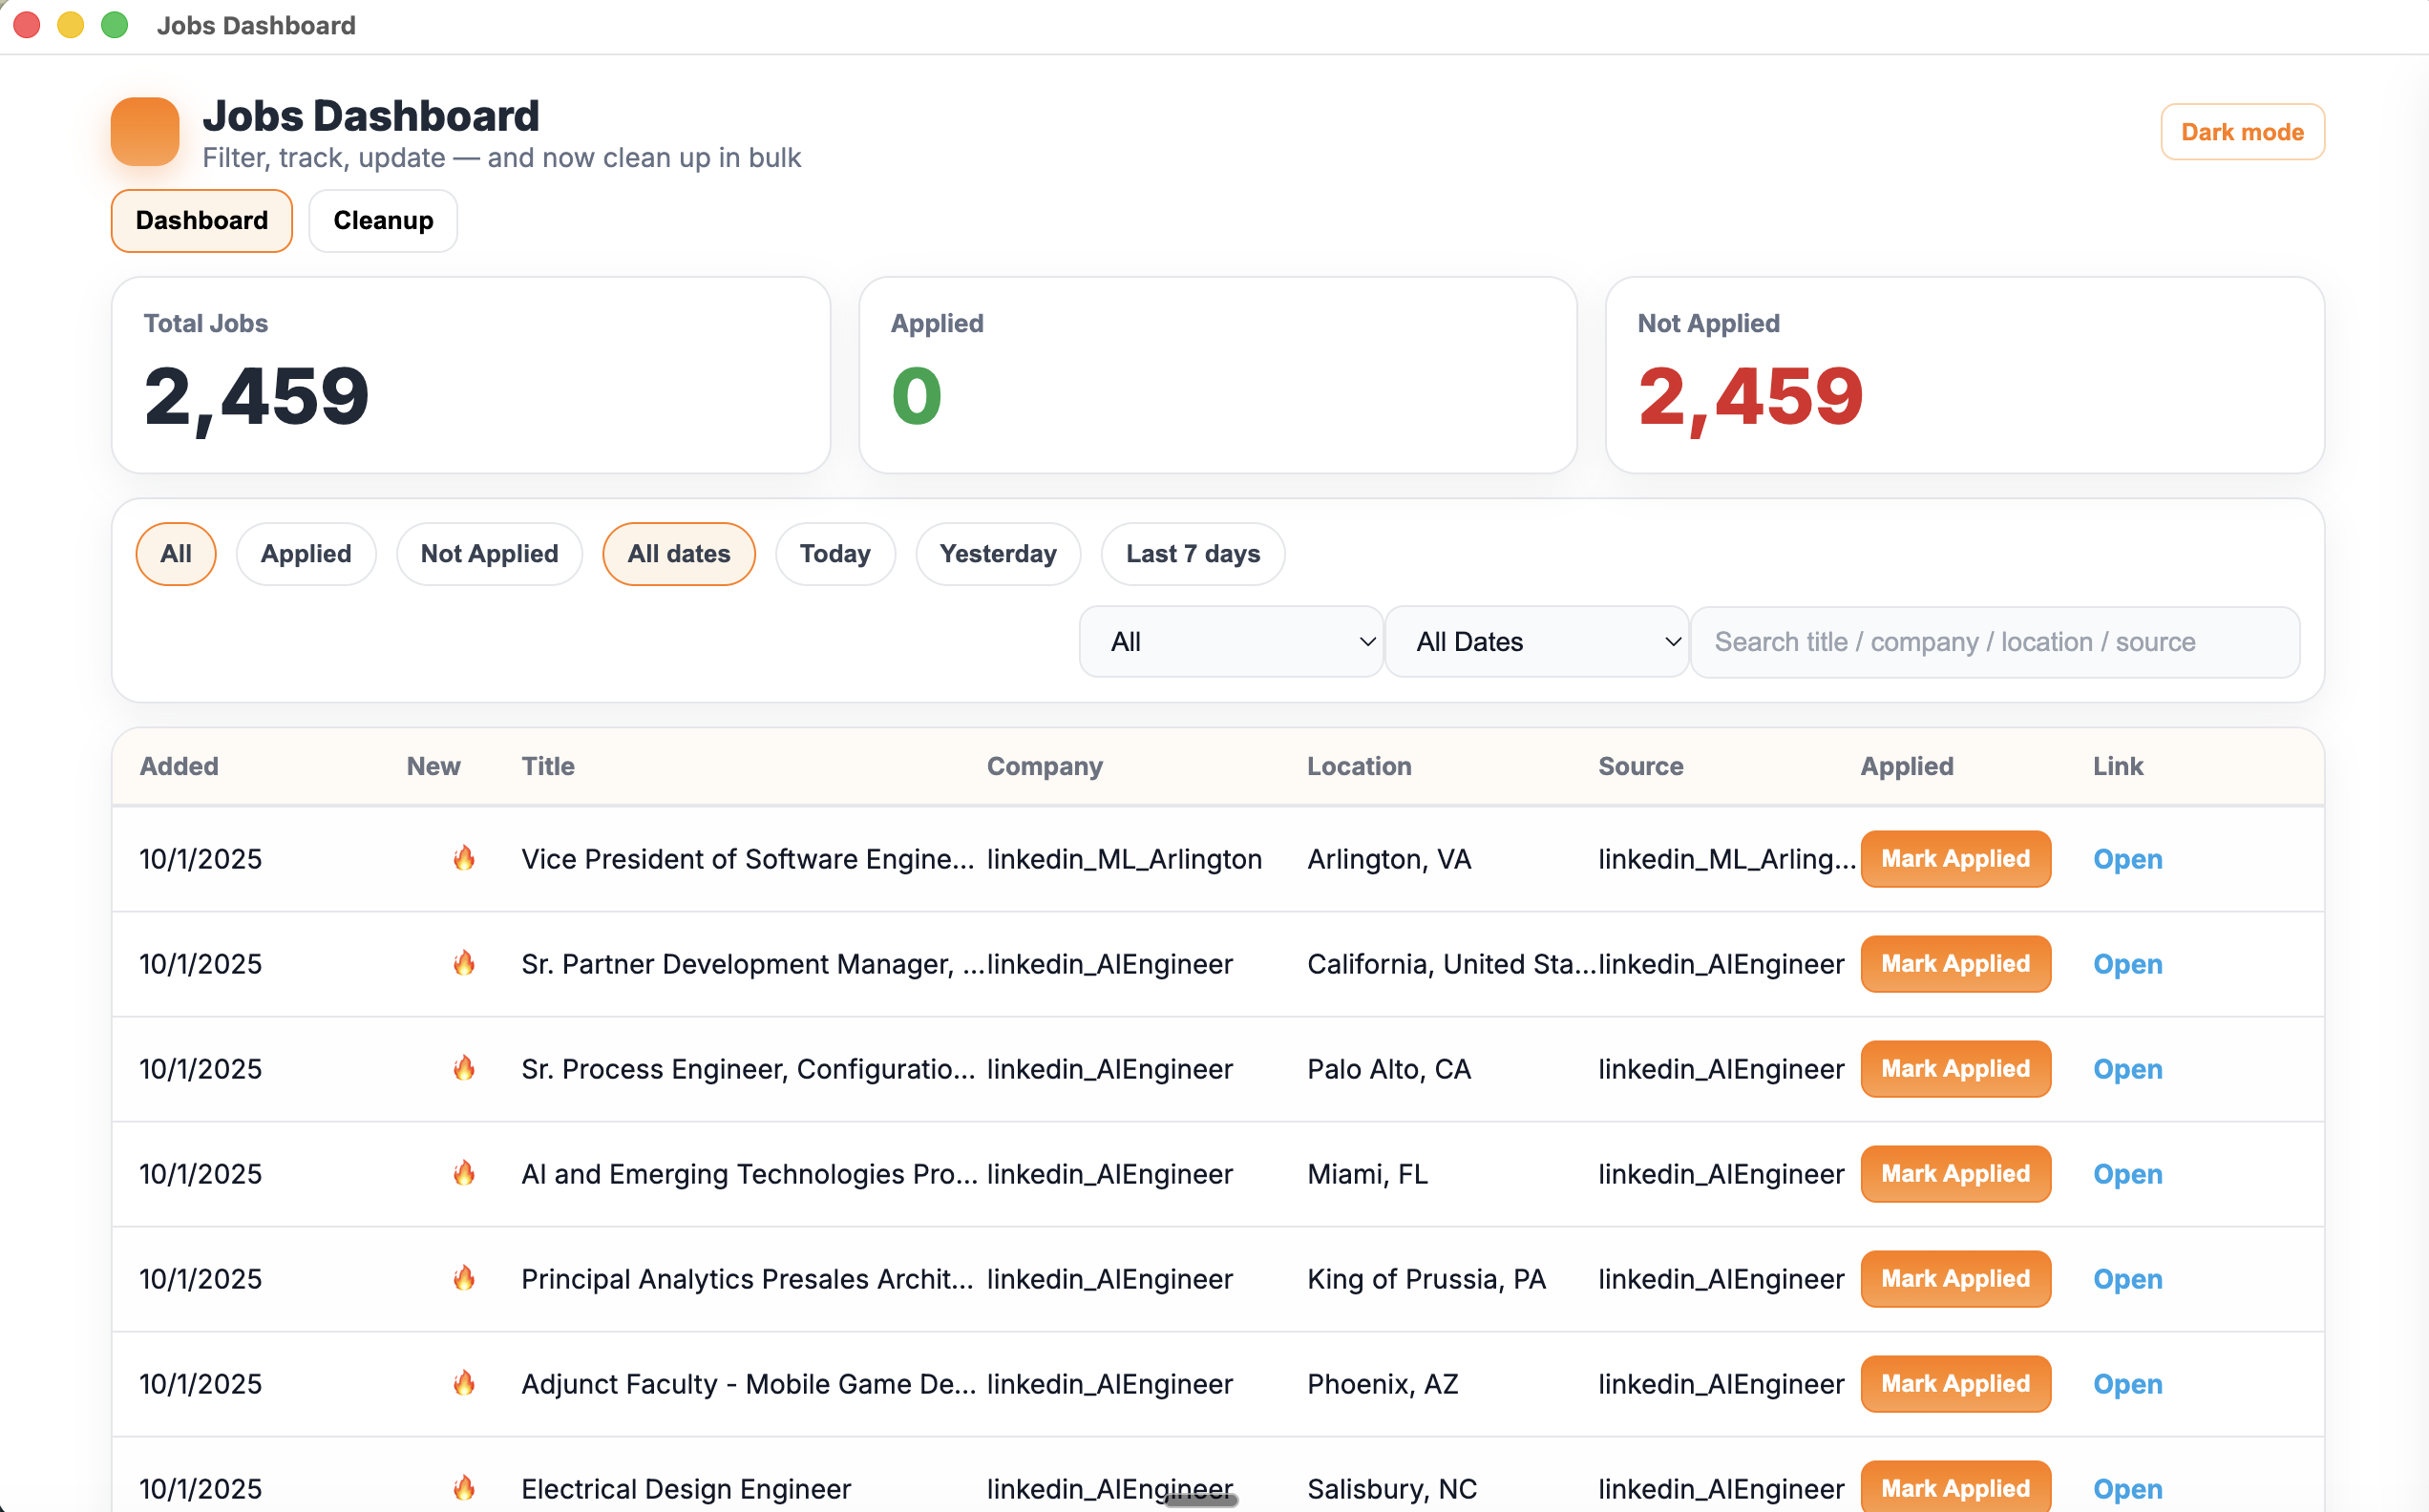 Jobs Dashboard
Jobs Dashboard
Filter, track, update — and now clean up in bulk
Dark mode
Dashboard Cleanup
Total Jobs Applied Not Applied
2,459 0 2,459
All Applied Not Applied All dates Today Yesterday Last 7 days
All All Dates Search title / company / location / source
Added New Title Company Location Source Applied Link
10/1/2025 🔥 Vice President of Software Engine... linkedin_ML_Arlington Arlington, VA linkedin_ML_Arling... Mark Applied Open
10/1/2025 🔥 Sr. Partner Development Manager, ... linkedin_AIEngineer California, United Sta... linkedin_AIEngineer Mark Applied Open
10/1/2025 🔥 Sr. Process Engineer, Configuratio... linkedin_AIEngineer Palo Alto, CA linkedin_AIEngineer Mark Applied Open
10/1/2025 🔥 AI and Emerging Technologies Pro... linkedin_AIEngineer Miami, FL linkedin_AIEngineer Mark Applied Open
10/1/2025 🔥 Principal Analytics Presales Archit... linkedin_AIEngineer King of Prussia, PA linkedin_AIEngineer Mark Applied Open
10/1/2025 🔥 Adjunct Faculty - Mobile Game De... linkedin_AIEngineer Phoenix, AZ linkedin_AIEngineer Mark Applied Open
10/1/2025 🔥 Electrical Design Engineer linkedin_AIEngineer Salisbury, NC linkedin_AIEngineer Mark Applied Open